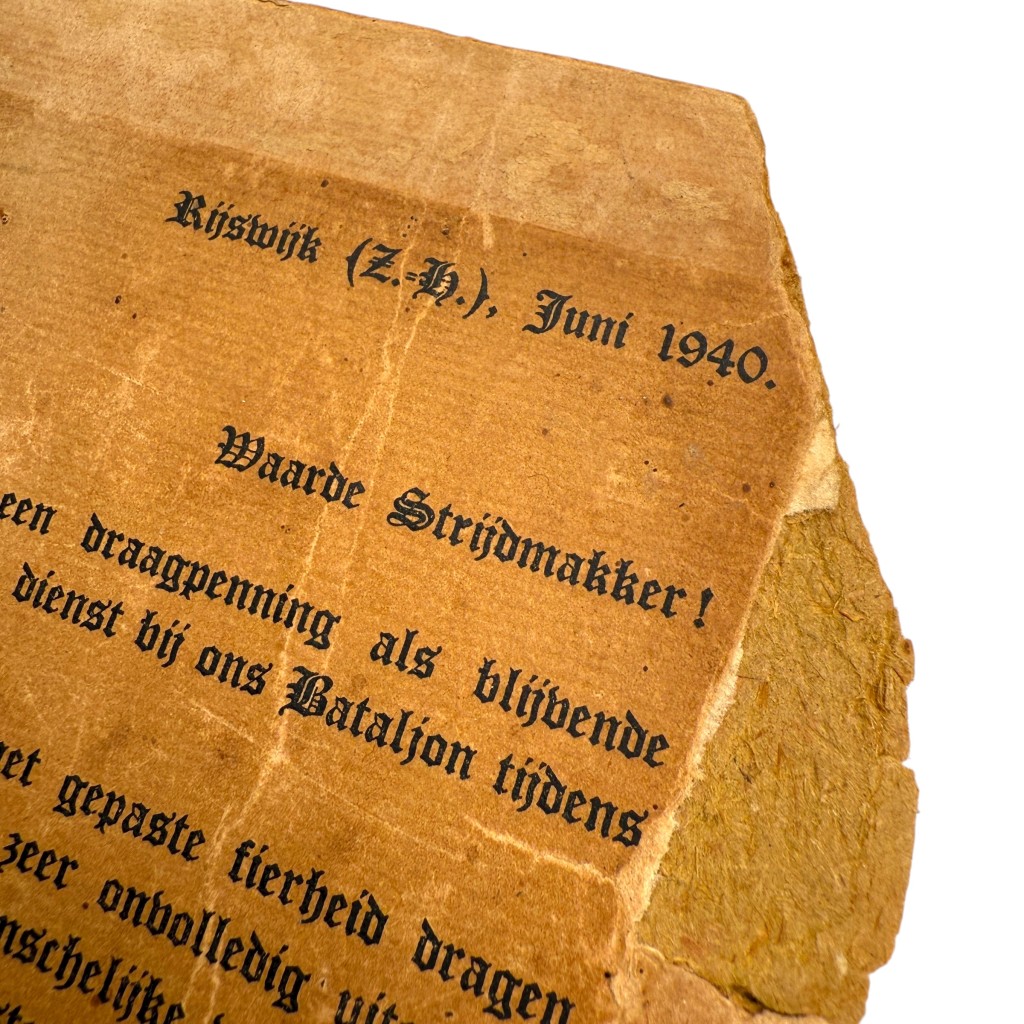 Rijswijk (Z.-H.), Juni 1940.
Waarde Strijdmakker!
een draagpenning als blijvende
dienst bij ons Bataljon tijdens
gepaste fierheid dragen
zeer onvolledig